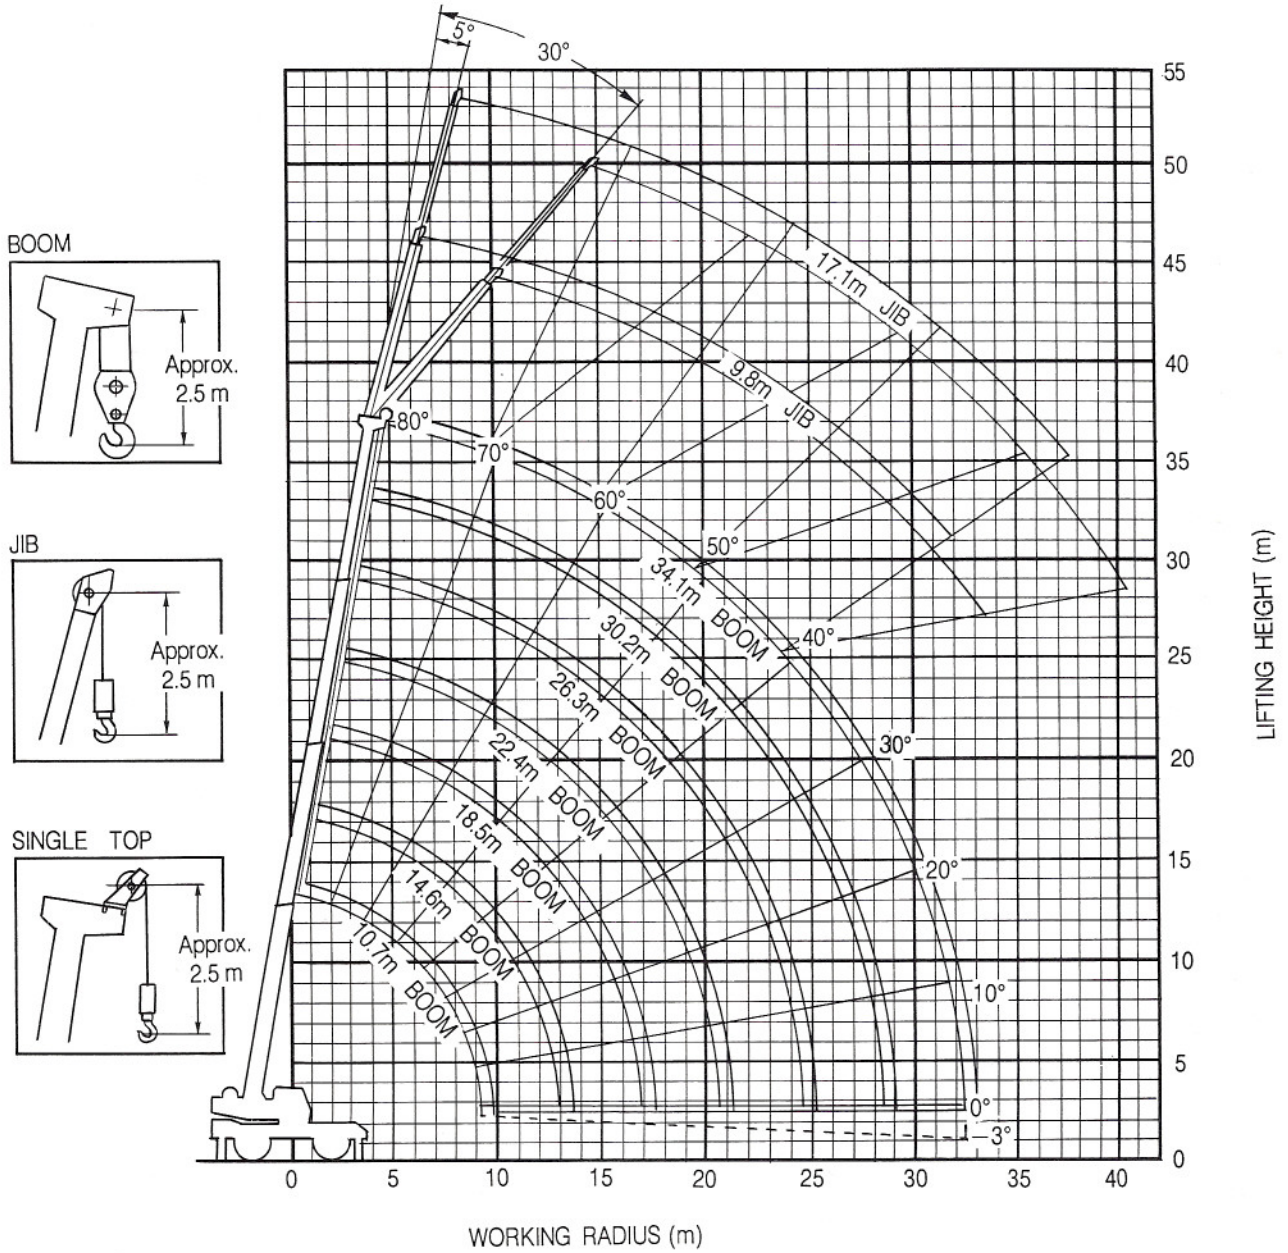 5°
30°
55
50
45
40
35
30
25
20
15
10
5
0
LIFTING HEIGHT (m)
BOOM
Approx.
2.5 m
JIB
Approx.
2.5 m
SINGLE TOP
Approx.
2.5 m
17.1m JIB
9.8m JIB
80°
70°
60°
50°
40°
30°
20°
10°
0°
-3°
34.1m BOOM
30.2m BOOM
26.3m BOOM
22.4m BOOM
18.5m BOOM
14.6m BOOM
10.7m BOOM
0 5 10 15 20 25 30 35 40
WORKING RADIUS (m)